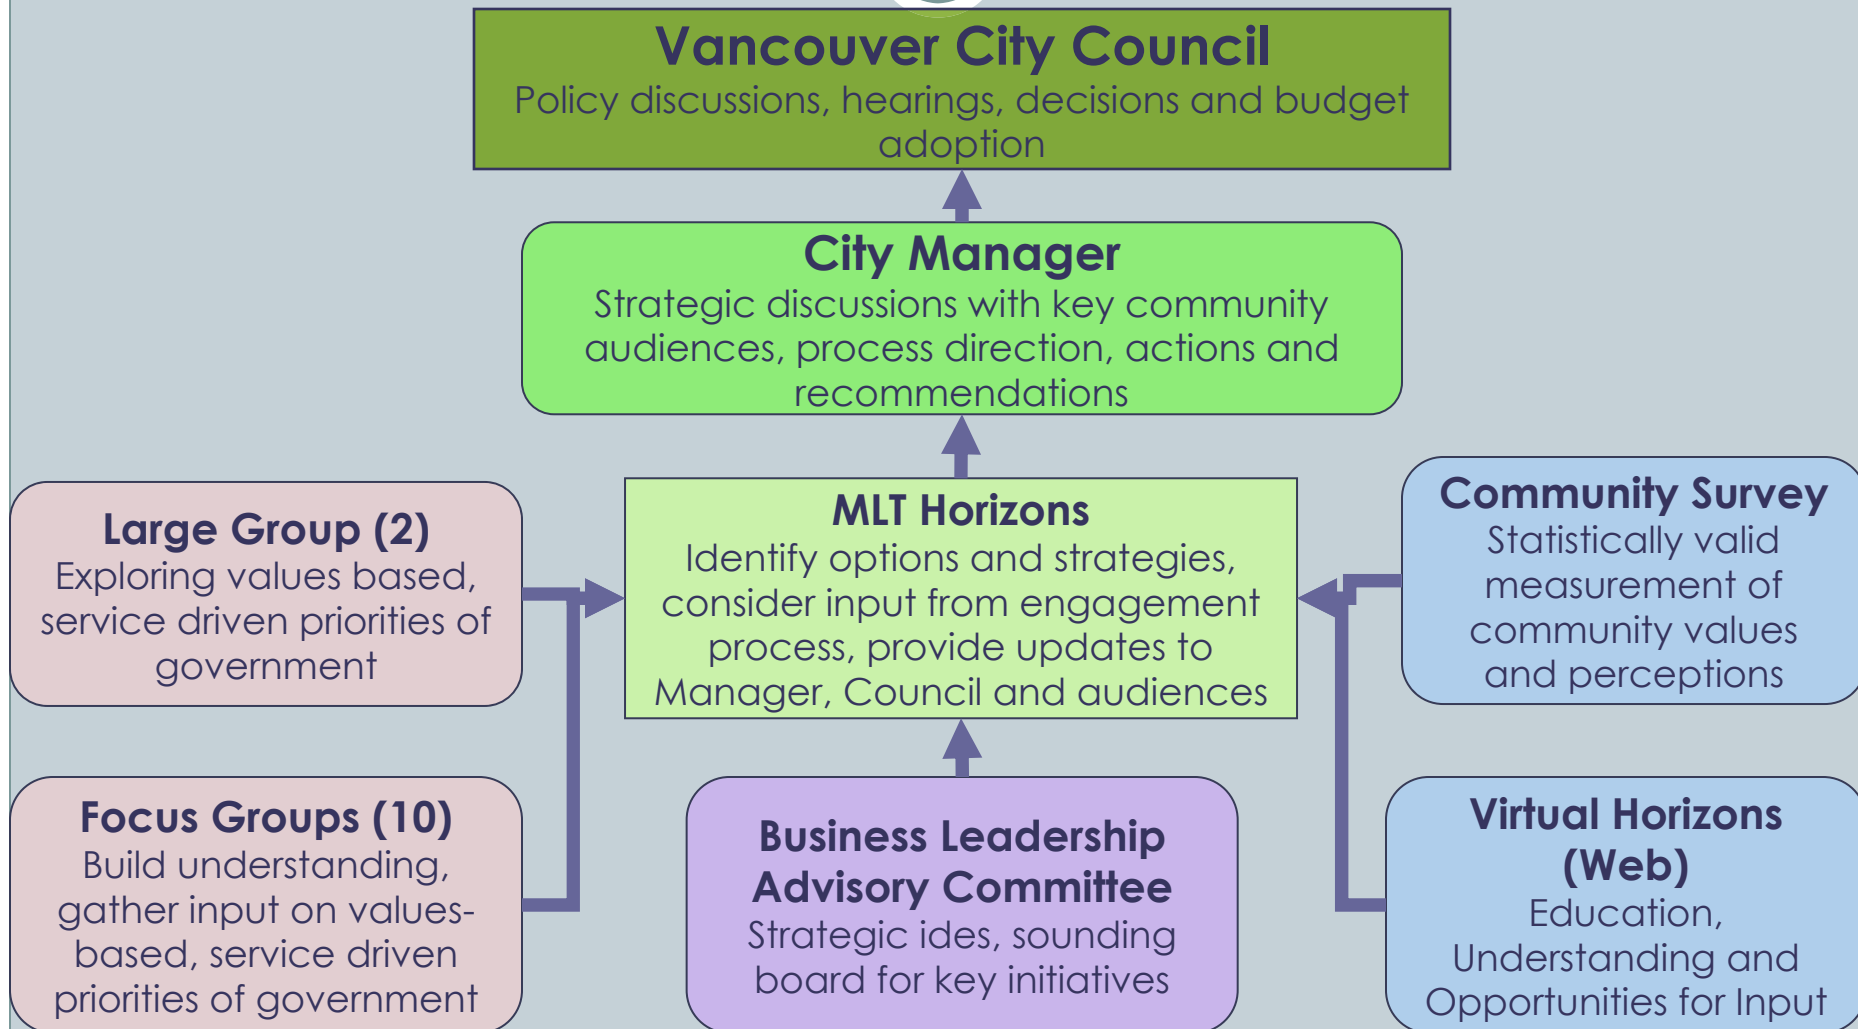 Vancouver City Council
Policy discussions, hearings, decisions and budget
adoption
City Manager
Strategic discussions with key community
audiences, process direction, actions and
recommendations
Large Group (2)
Exploring values based,
service driven priorities of
government
MLT Horizons
Identify options and strategies,
consider input from engagement
process, provide updates to
Manager, Council and audiences
Community Survey
Statistically valid
measurement of
community values
and perceptions
Focus Groups (10)
Build understanding,
gather input on values-
based, service driven
priorities of government
Business Leadership
Advisory Committee
Strategic ides, sounding
board for key initiatives
Virtual Horizons
(Web)
Education,
Understanding and
Opportunities for Input